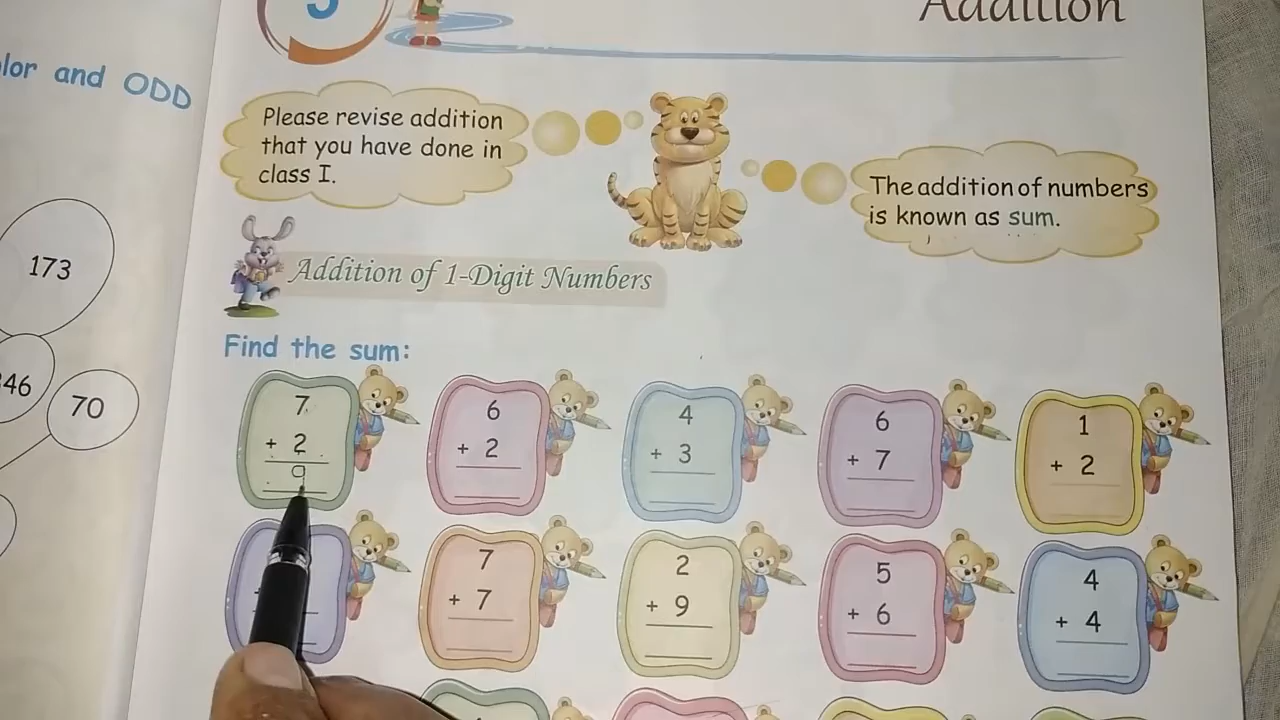 lor and ODD
173
46
70
3
Addition
Please revise addition
that you have done in
class I.
The addition of numbers
is known as sum.
Addition of 1-Digit Numbers
Find the sum:
7
+ 2
9
6
+ 2
4
+ 3
6
+ 7
1
+ 2
7
+ 7
2
+ 9
5
+ 6
4
+ 4